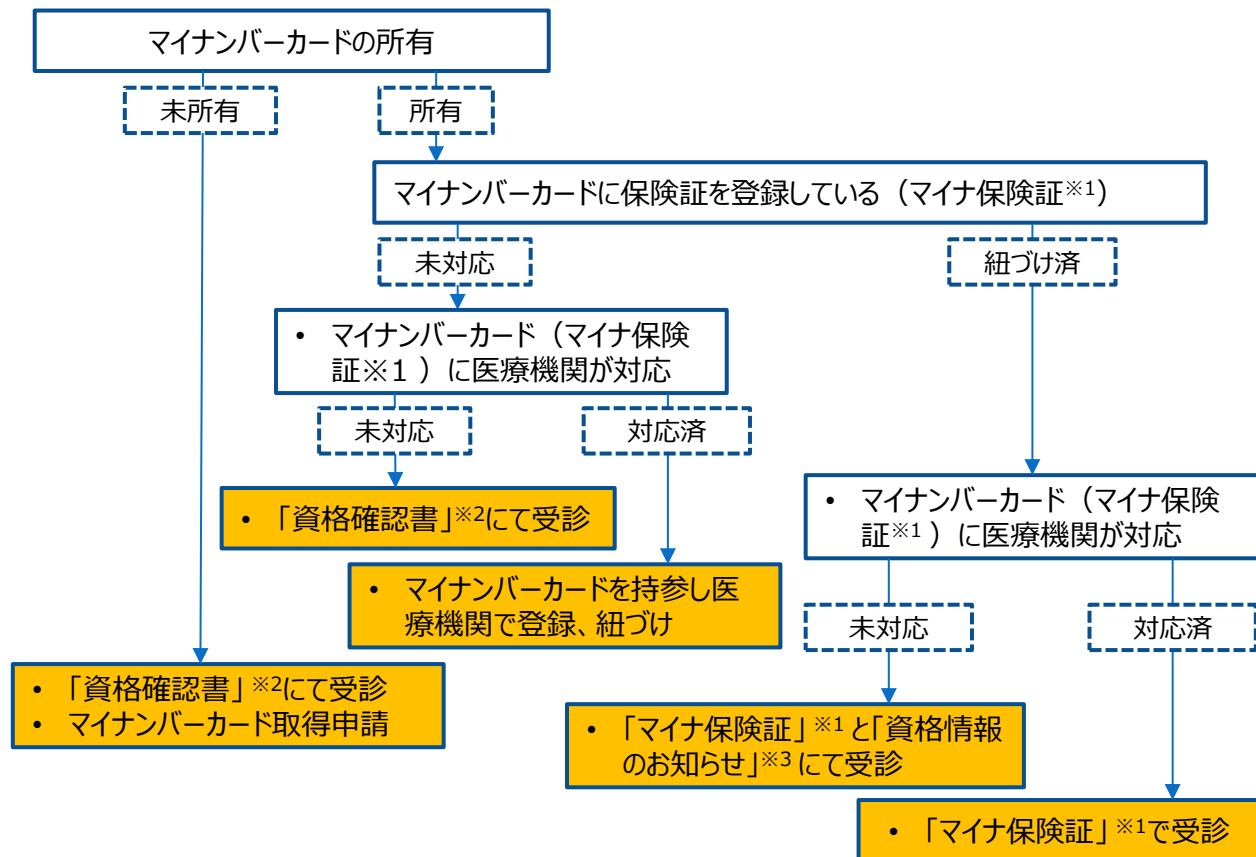 マイナンバーカードの所有
未所有
所有
マイナンバーカードに保険証を登録している（マイナ保険証※1）
未対応
紐づけ済
• マイナンバーカード（マイナ保険
証※１）に医療機関が対応
未対応
対応済
• 「資格確認書」※2にて受診
• マイナンバーカード（マイナ保険
証※1）に医療機関が対応
• マイナンバーカードを持参し医
療機関で登録、紐づけ
未対応
対応済
• 「資格確認書」※2にて受診
• マイナンバーカード取得申請
• 「マイナ保険証」※1と「資格情報
のお知らせ」※3にて受診
• 「マイナ保険証」※1で受診